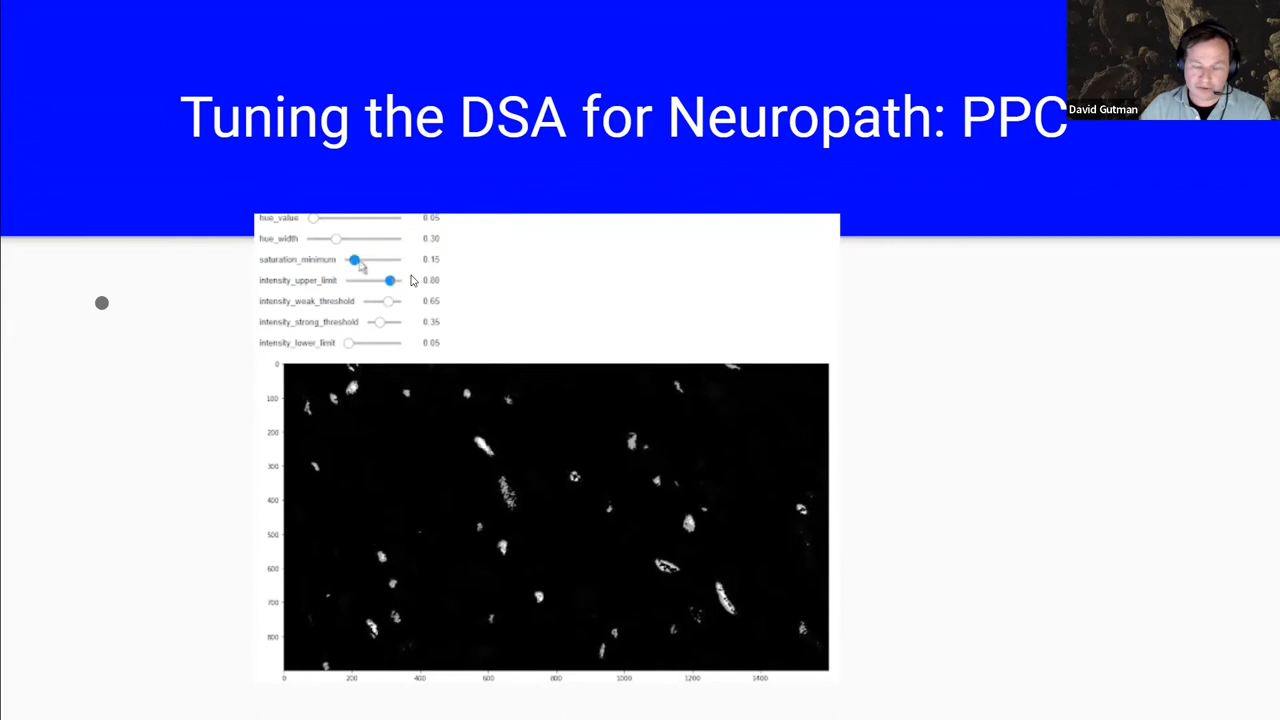 Tuning the DSA for Neuropath: PPC
David Gutman
hue_value 0.05
hue_width 0.30
saturation_minimum 0.15
intensity_upper_limit 0.80
intensity_weak_threshold 0.65
intensity_strong_threshold 0.35
intensity_lower_limit 0.05
0
100
200
300
400
500
600
700
800
0 200 400 600 800 1000 1200 1400